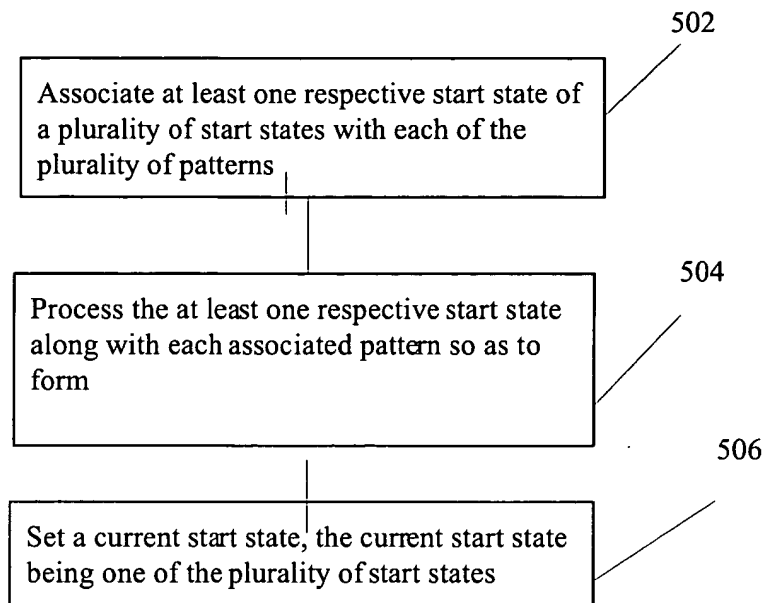 502
Associate at least one respective start state of
a plurality of start states with each of the
plurality of patterns
504
Process the at least one respective start state
along with each associated pattern so as to
form
506
Set a current start state, the current start state
being one of the plurality of start states